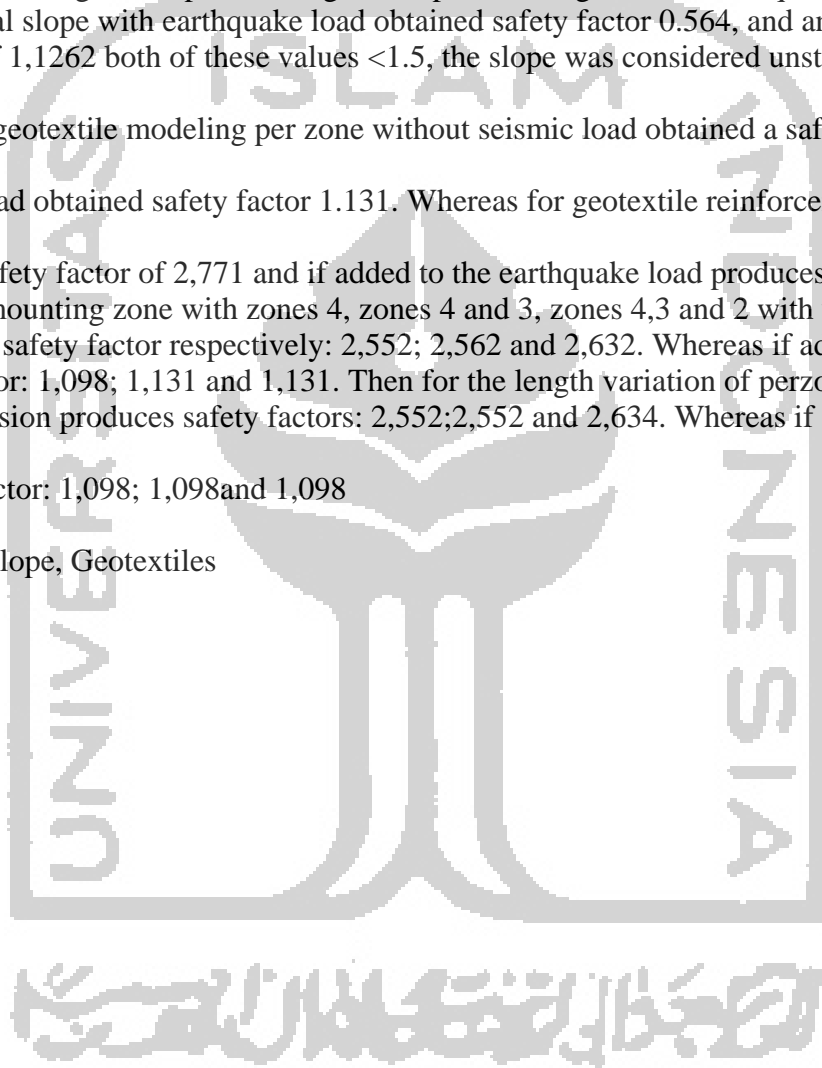 al slope with earthquake load obtained safety factor 0.564, and an
f 1,1262 both of these values <1.5, the slope was considered unst
geotextile modeling per zone without seismic load obtained a saf
ad obtained safety factor 1.131. Whereas for geotextile reinforce
fety factor of 2,771 and if added to the earthquake load produces
nounting zone with zones 4, zones 4 and 3, zones 4,3 and 2 with
safety factor respectively: 2,552; 2,562 and 2,632. Whereas if ad
or: 1,098; 1,131 and 1,131. Then for the length variation of perzo
sion produces safety factors: 2,552;2,552 and 2,634. Whereas if
ctor: 1,098; 1,098and 1,098
lope, Geotextiles
ISLAM
UNIVERSITAS
INDONESIA